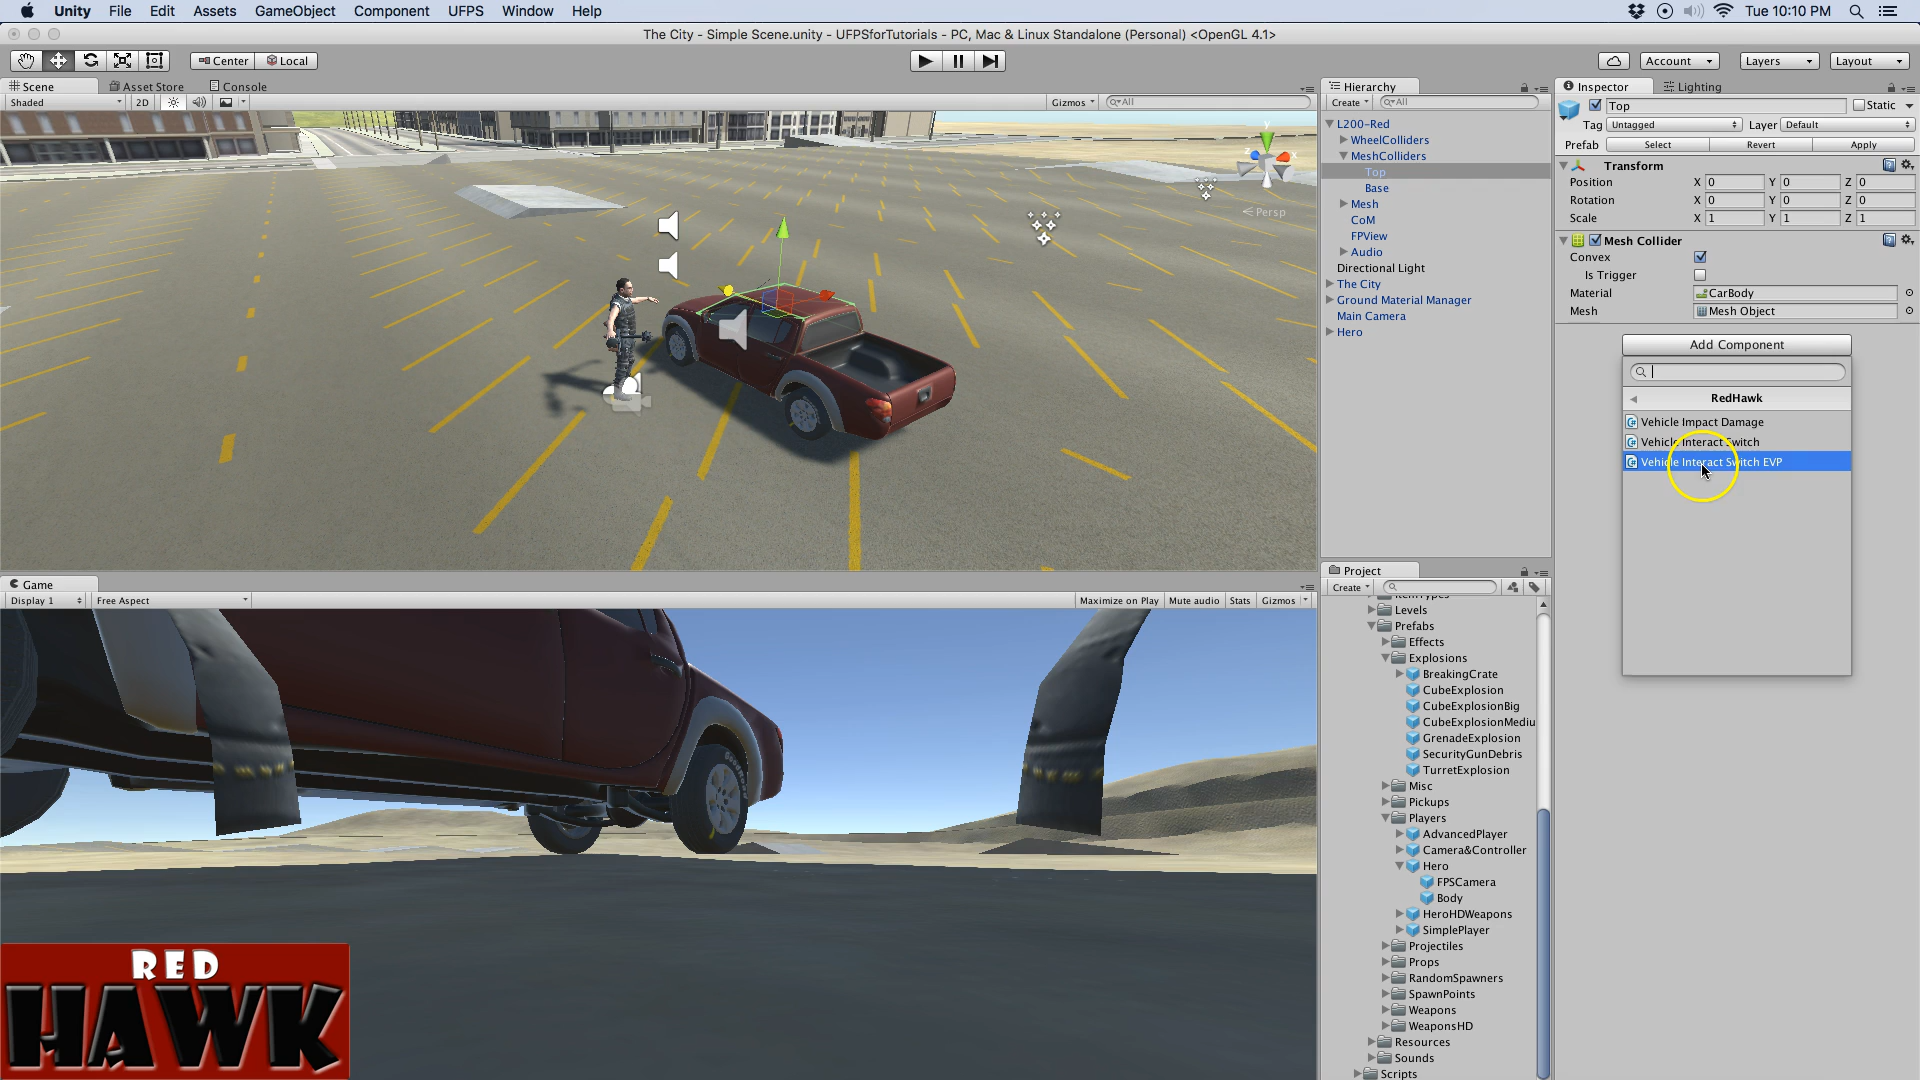 Unity File Edit Assets GameObject Component UFPS Window Help Tue 10:10 PM
The City - Simple Scene.unity - UFPSforTutorials - PC, Mac & Linux Standalone (Personal) <OpenGL 4.1>
Center Local Account Layers Layout
Scene Asset Store Console
Shaded 2D Gizmos All
y
z
x
Persp
Hierarchy
Create All
L200-Red
WheelColliders
MeshColliders
Top
Base
Mesh
CoM
FPView
Audio
Directional Light
The City
Ground Material Manager
Main Camera
Hero
Inspector Lighting
Top Static
Tag Untagged Layer Default
Prefab Select Revert Apply
Transform
Position X 0 Y 0 Z 0
Rotation X 0 Y 0 Z 0
Scale X 1 Y 1 Z 1
Mesh Collider
Convex
Is Trigger
Material CarBody
Mesh Mesh Object
Add Component
RedHawk
Vehicle Impact Damage
Vehicle Interact Switch
Vehicle Interact Switch EVP
Game
Display 1 Free Aspect Maximize on Play Mute audio Stats Gizmos
RED
HAWK
Project
Create
Levels
Prefabs
Effects
Explosions
BreakingCrate
CubeExplosion
CubeExplosionBig
CubeExplosionMediu
GrenadeExplosion
SecurityGunDebris
TurretExplosion
Misc
Pickups
Players
AdvancedPlayer
Camera&Controller
Hero
FPSCamera
Body
HeroHDWeapons
SimplePlayer
Projectiles
Props
RandomSpawners
SpawnPoints
Weapons
WeaponsHD
Resources
Sounds
Scripts